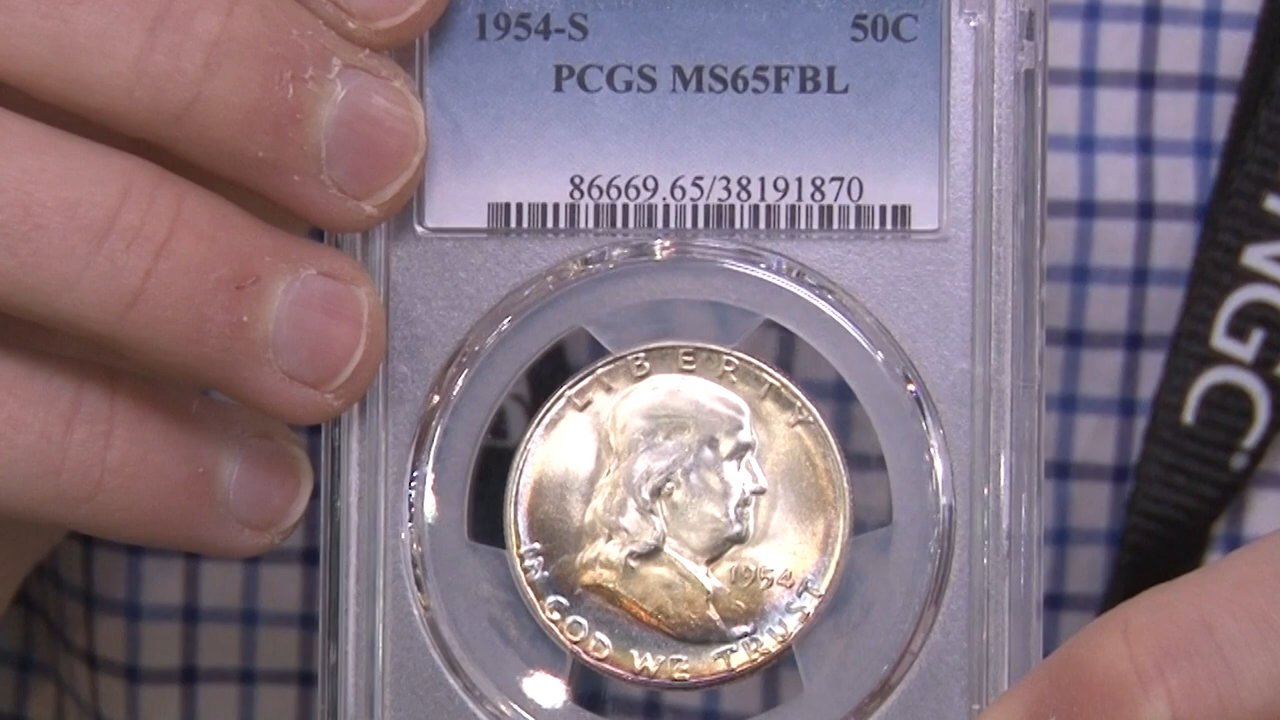 1954-S 50C
PCGS MS65FBL
86669.65/38191870
LIBERTY
1954
IN GOD WE TRUST
NGC